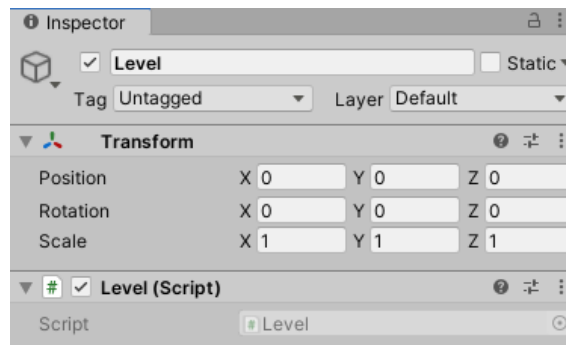 Inspector
Level Static
Tag Untagged Layer Default
Transform
Position X 0 Y 0 Z 0
Rotation X 0 Y 0 Z 0
Scale X 1 Y 1 Z 1
# Level (Script)
Script # Level